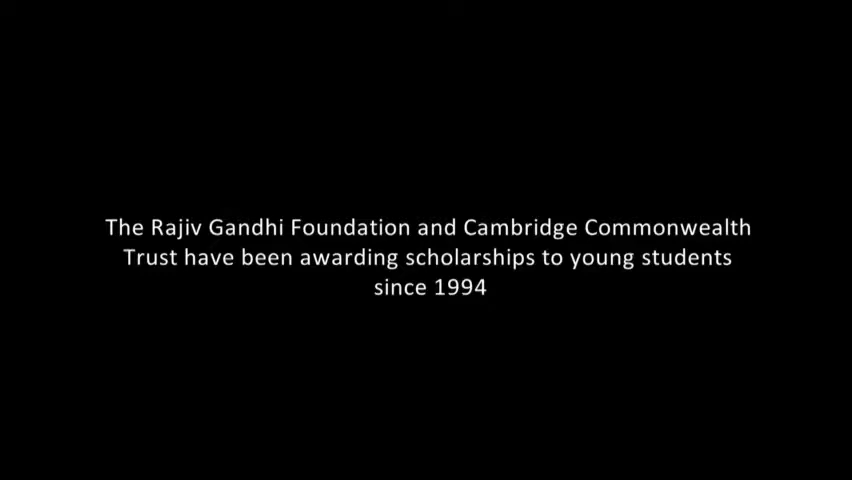 The Rajiv Gandhi Foundation and Cambridge Commonwealth
Trust have been awarding scholarships to young students
since 1994